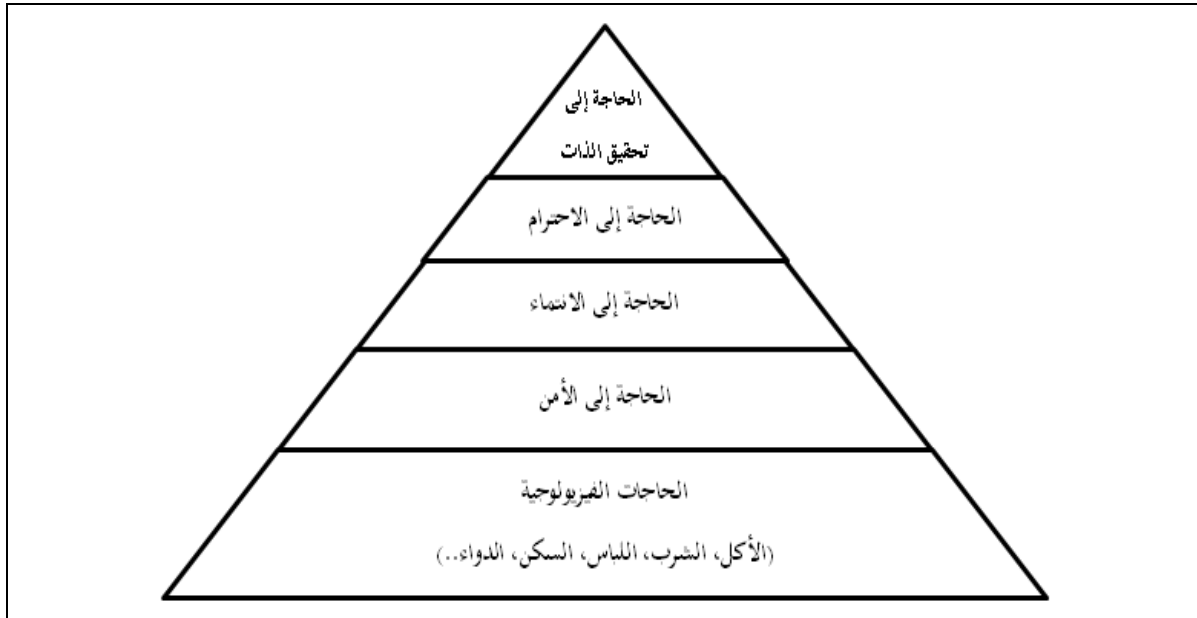 الحاجة إلى
تحقيق الذات
الحاجة إلى الاحترام
الحاجة إلى الانتماء
الحاجة إلى الأمن
الحاجات الفيزيولوجية
(الأكل، الشرب، اللباس، السكن، الدواء..)